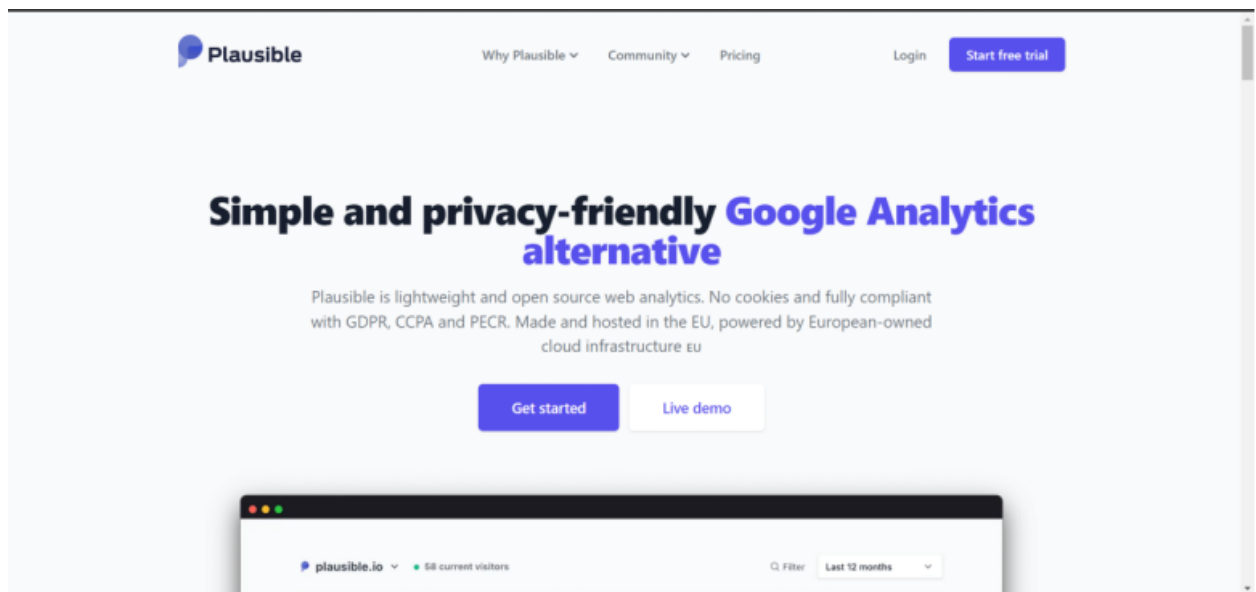 Plausible
Why Plausible
Community
Pricing
Login
Start free trial
Simple and privacy-friendly Google Analytics
alternative
Plausible is lightweight and open source web analytics. No cookies and fully compliant
with GDPR, CCPA and PECR. Made and hosted in the EU, powered by European-owned
cloud infrastructure EU
Get started
Live demo
plausible.io
58 current visitors
Filter
Last 12 months